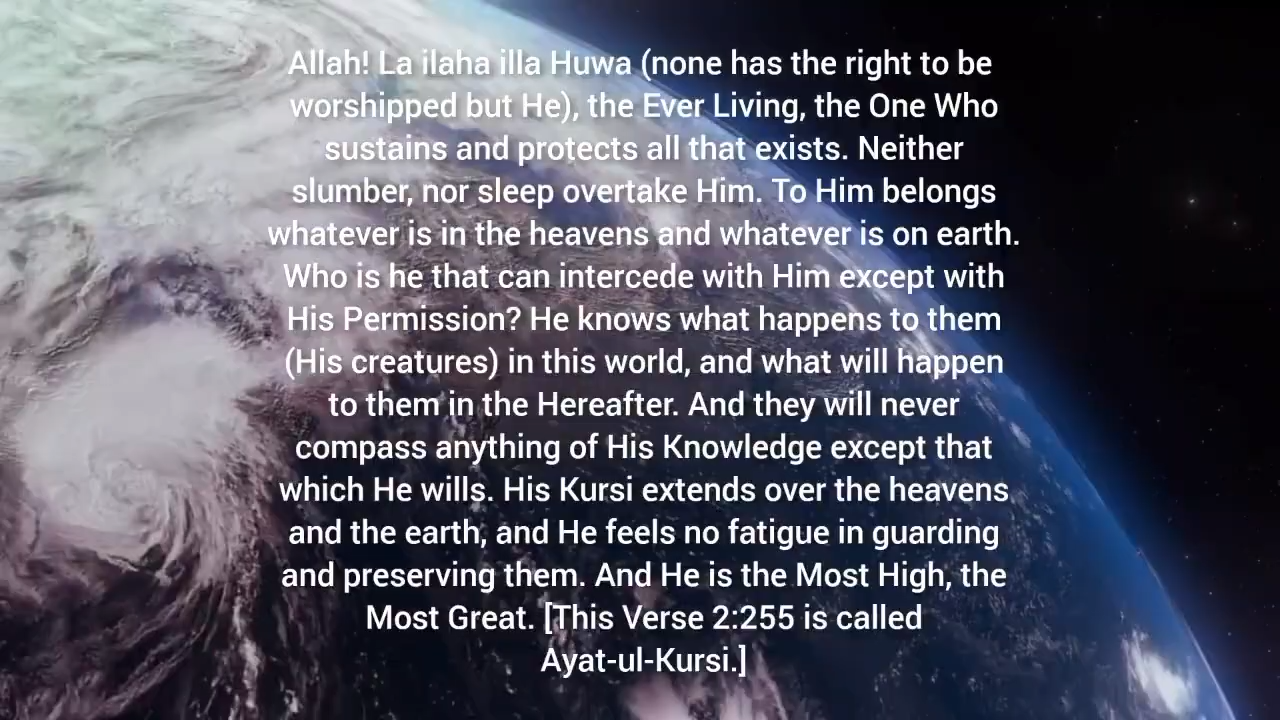 Allah! La ilaha illa Huwa (none has the right to be
worshipped but He), the Ever Living, the One Who
sustains and protects all that exists. Neither
slumber, nor sleep overtake Him. To Him belongs
whatever is in the heavens and whatever is on earth.
Who is he that can intercede with Him except with
His Permission? He knows what happens to them
(His creatures) in this world, and what will happen
to them in the Hereafter. And they will never
compass anything of His Knowledge except that
which He wills. His Kursi extends over the heavens
and the earth, and He feels no fatigue in guarding
and preserving them. And He is the Most High, the
Most Great. [This Verse 2:255 is called
Ayat-ul-Kursi.]